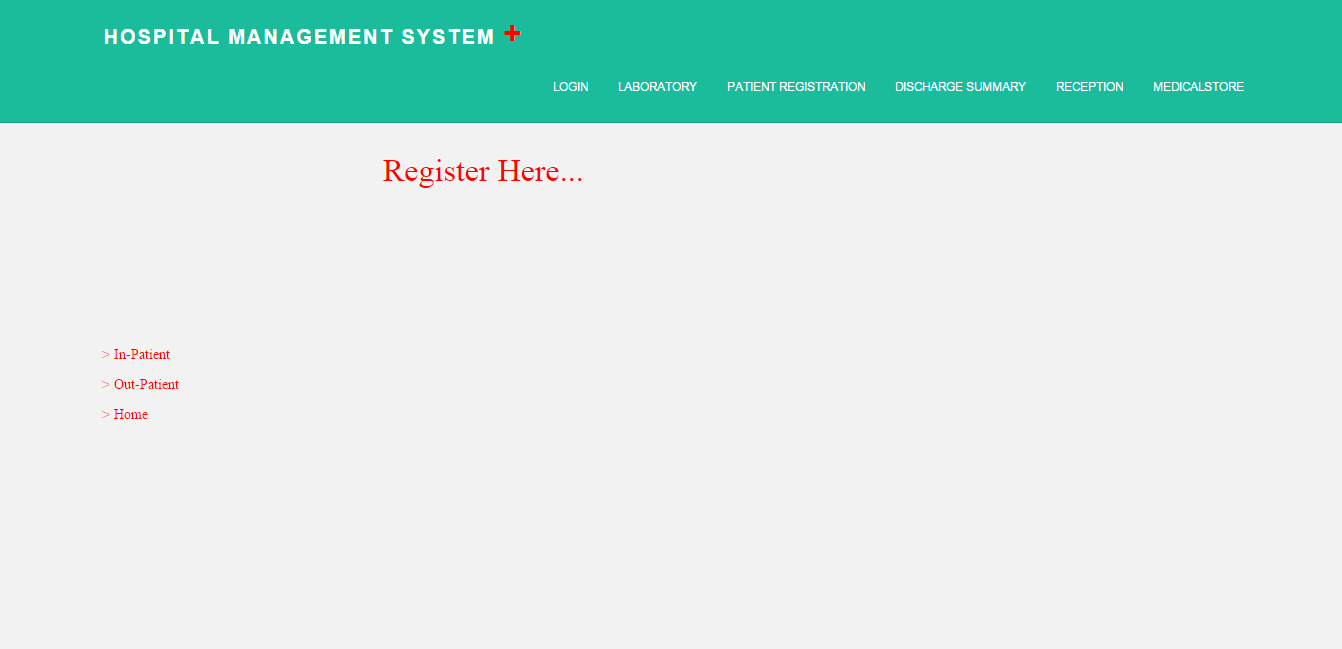 HOSPITAL MANAGEMENT SYSTEM +
LOGIN LABORATORY PATIENT REGISTRATION DISCHARGE SUMMARY RECEPTION MEDICALSTORE
Register Here...
> In-Patient
> Out-Patient
> Home